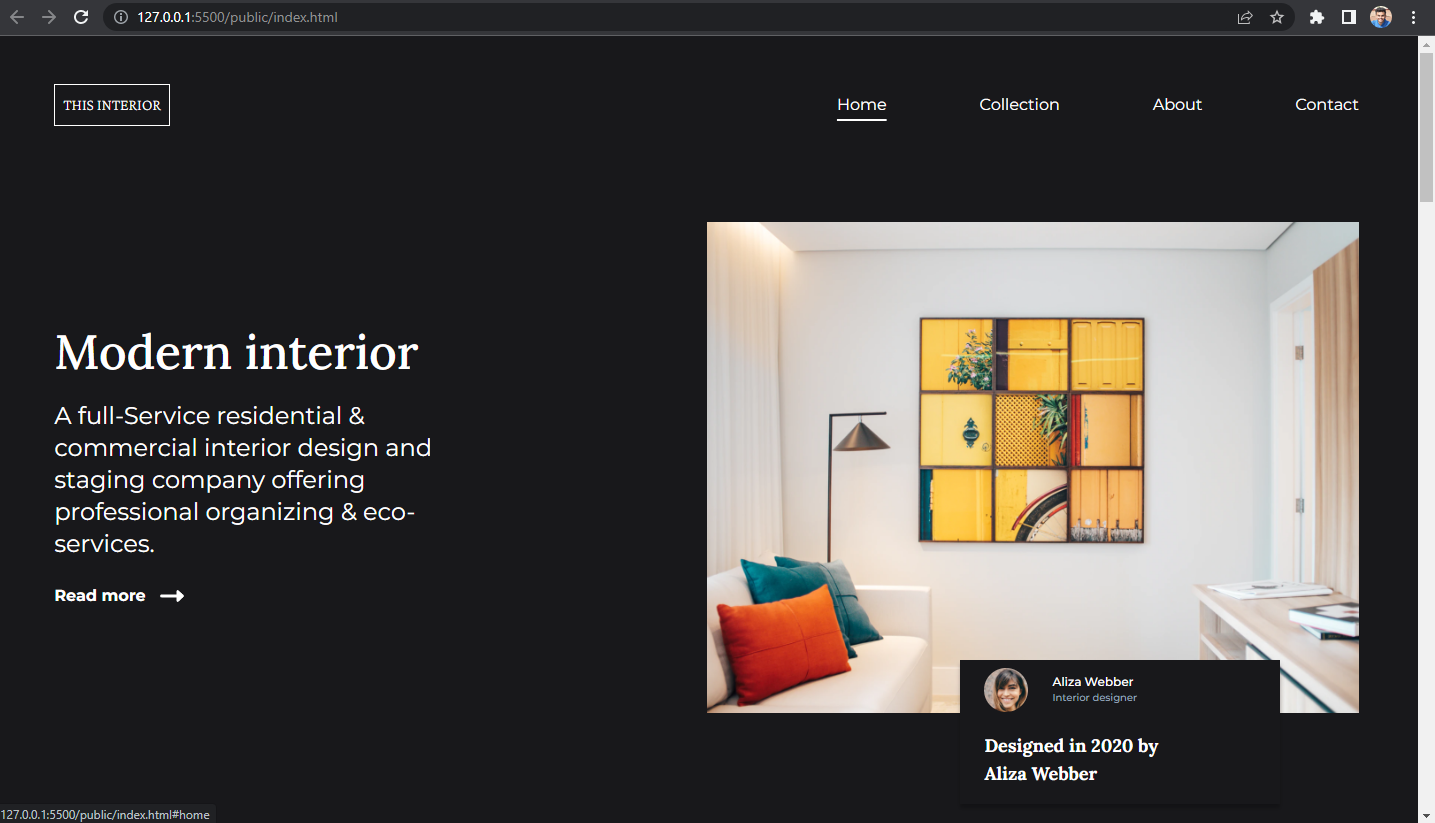 127.0.0.1:5500/public/index.html
THIS INTERIOR
Home
Collection
About
Contact
Modern interior
A full-Service residential &
commercial interior design and
staging company offering
professional organizing & eco-
services.
Read more
Aliza Webber
Interior designer
Designed in 2020 by
Aliza Webber
127.0.0.1:5500/public/index.html#home